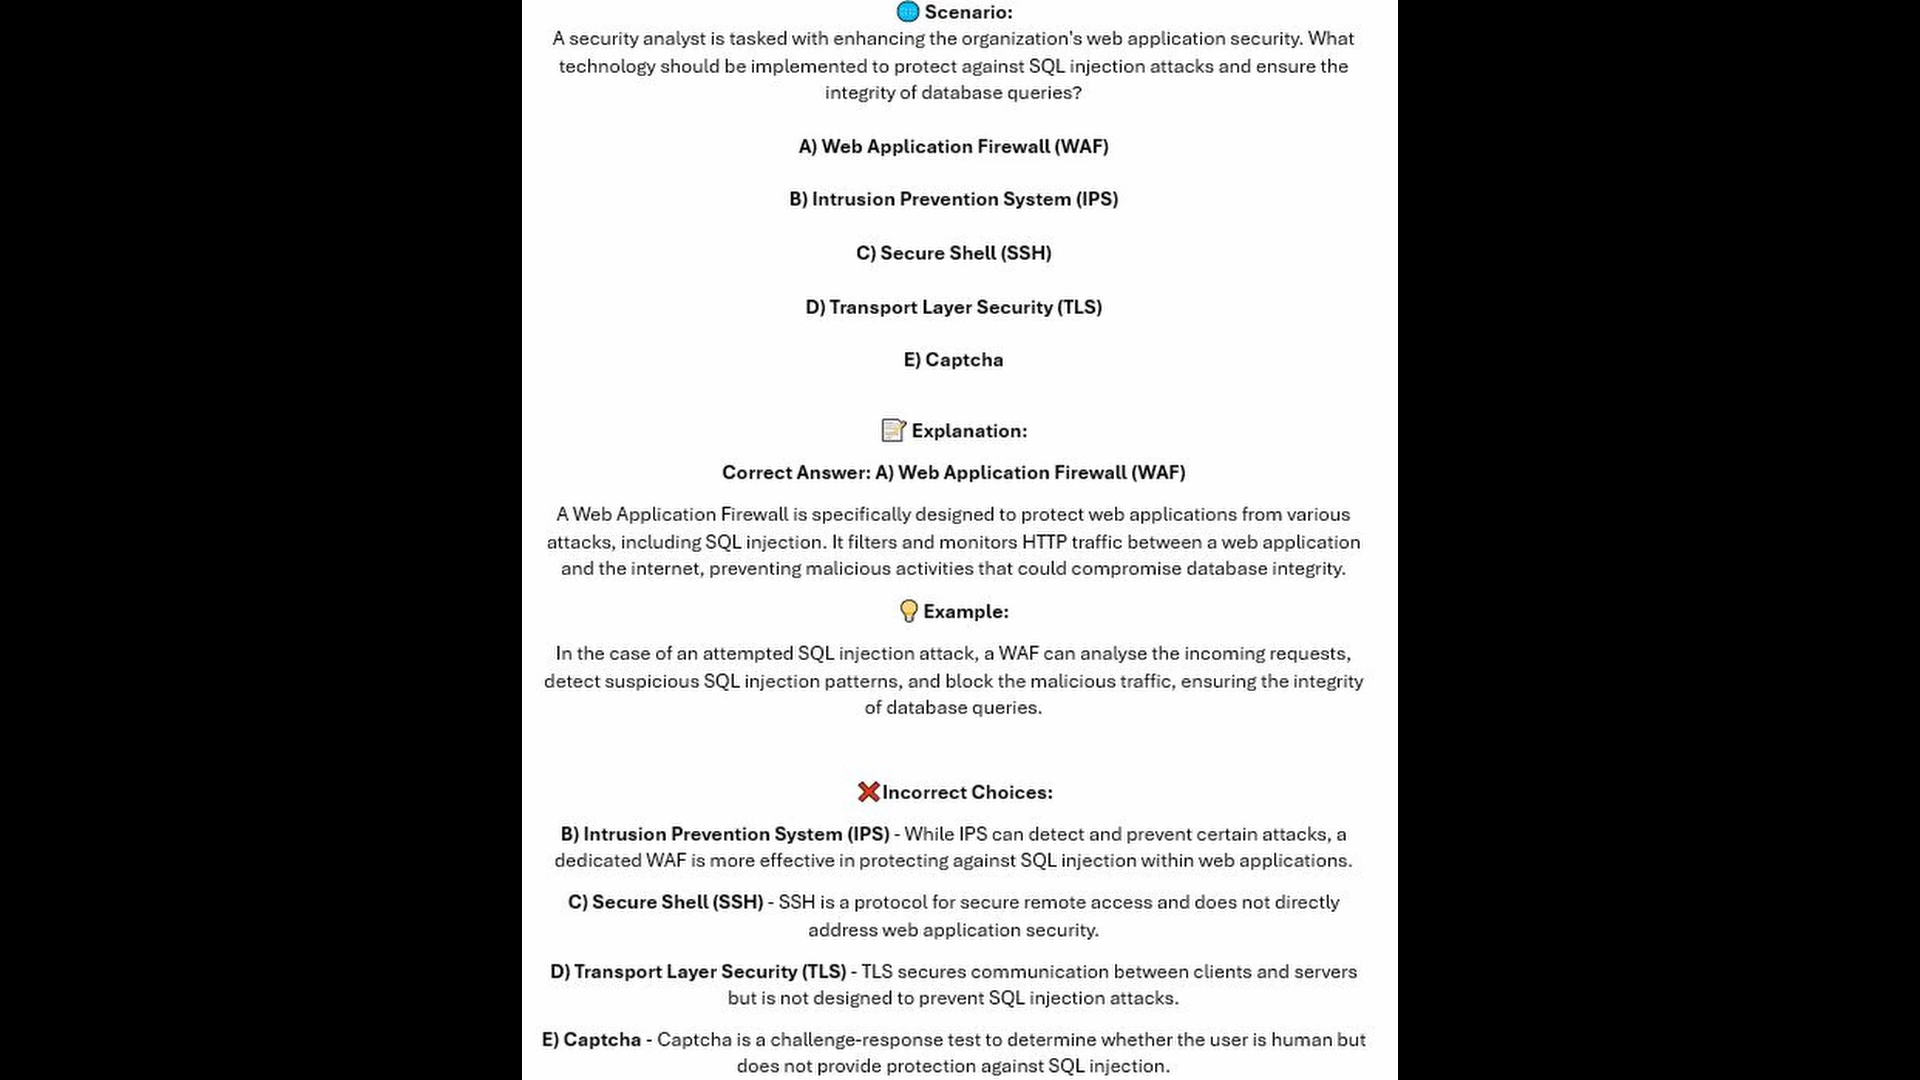 Scenario:
A security analyst is tasked with enhancing the organization's web application security. What
technology should be implemented to protect against SQL injection attacks and ensure the
integrity of database queries?
A) Web Application Firewall (WAF)
B) Intrusion Prevention System (IPS)
C) Secure Shell (SSH)
D) Transport Layer Security (TLS)
E) Captcha
Explanation:
Correct Answer: A) Web Application Firewall (WAF)
A Web Application Firewall is specifically designed to protect web applications from various
attacks, including SQL injection. It filters and monitors HTTP traffic between a web application
and the internet, preventing malicious activities that could compromise database integrity.
Example:
In the case of an attempted SQL injection attack, a WAF can analyse the incoming requests,
detect suspicious SQL injection patterns, and block the malicious traffic, ensuring the integrity
of database queries.
Incorrect Choices:
B) Intrusion Prevention System (IPS) - While IPS can detect and prevent certain attacks, a
dedicated WAF is more effective in protecting against SQL injection within web applications.
C) Secure Shell (SSH) - SSH is a protocol for secure remote access and does not directly
address web application security.
D) Transport Layer Security (TLS) - TLS secures communication between clients and servers
but is not designed to prevent SQL injection attacks.
E) Captcha - Captcha is a challenge-response test to determine whether the user is human but
does not provide protection against SQL injection.